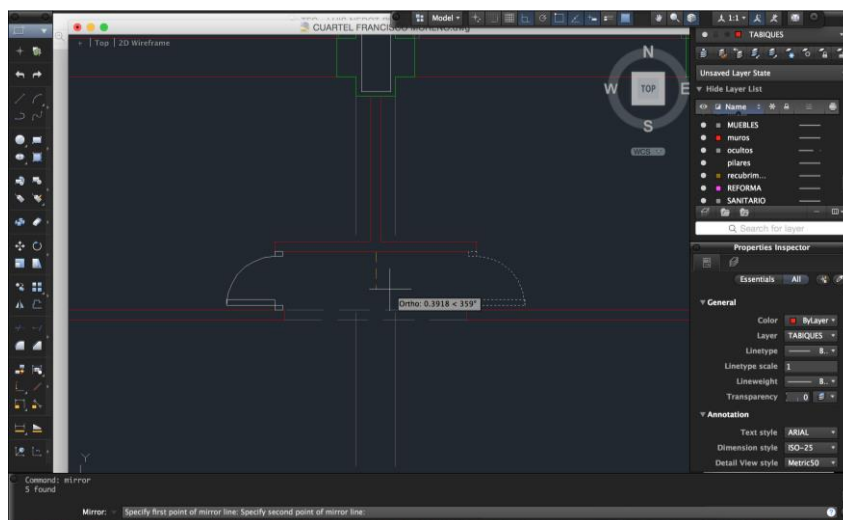 Model
1:1
CUARTEL FRANCISCO MORENO.dwg
Top | 2D Wireframe
TABIQUES
Unsaved Layer State
Hide Layer List
Name
MUEBLES
muros
ocultos
pilares
recubrim...
REFORMA
SANITARIO
Search for layer
N
W
TOP
E
S
WCS
Properties Inspector
Essentials
All
General
Color
ByLayer
Layer
TABIQUES
Linetype
B..
Linetype scale
1
Lineweight
B..
Transparency
0
Annotation
Text style
ARIAL
Dimension style
ISO-25
Detail View style
Metric50
Ortho: 0.3918 < 359°
Y
Command: mirror
5 found
Mirror:
Specify first point of mirror line: Specify second point of mirror line: